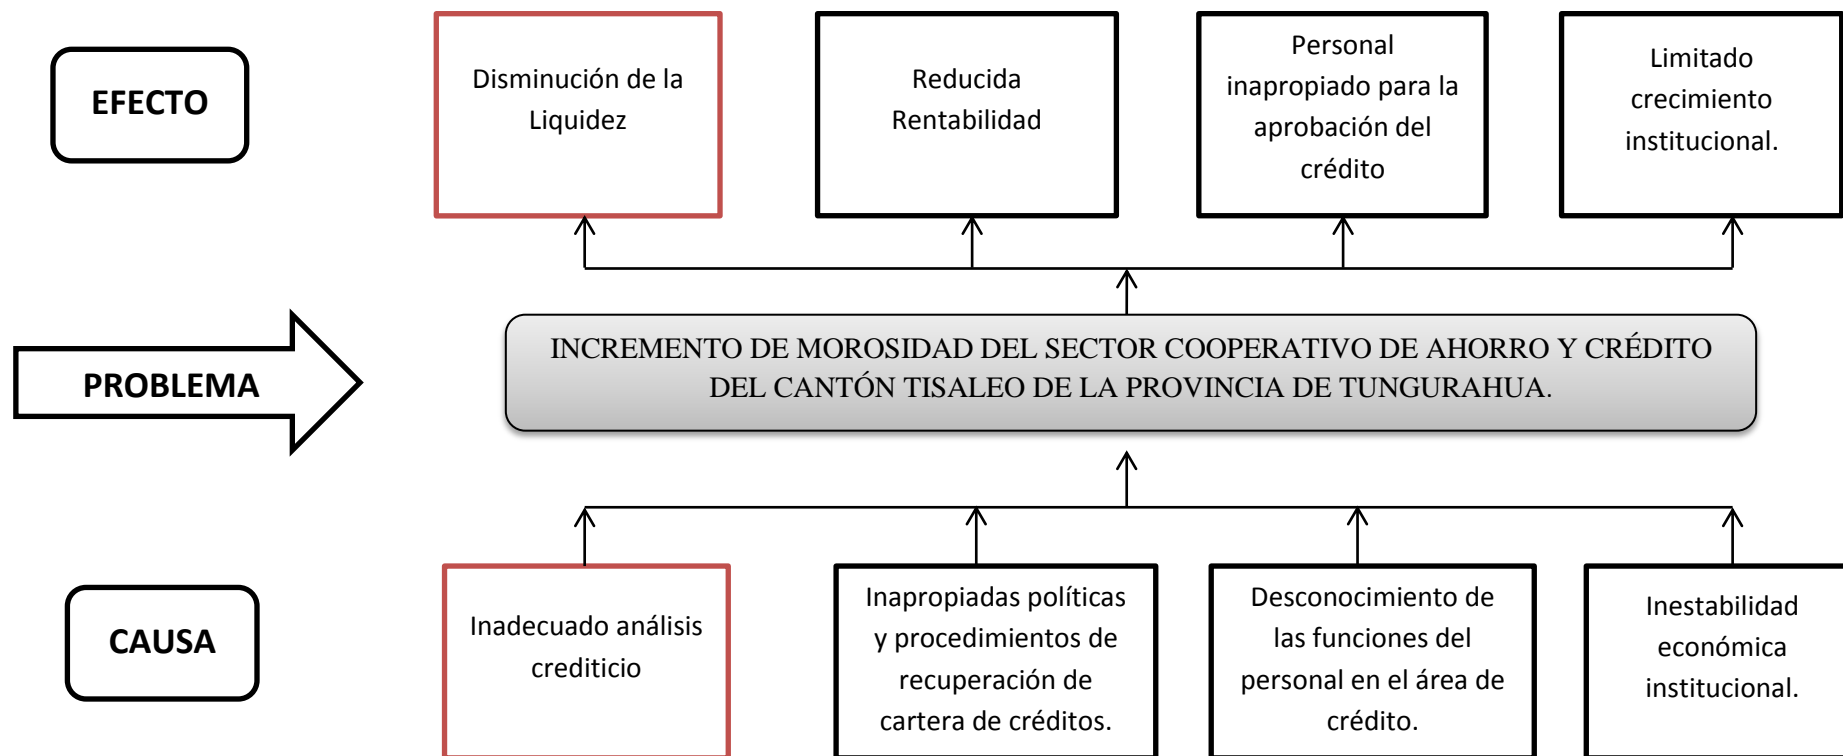 EFECTO
Disminución de la
Liquidez
Reducida
Rentabilidad
Personal
inapropiado para la
aprobación del
crédito
Limitado
crecimiento
institucional.
PROBLEMA
INCREMENTO DE MOROSIDAD DEL SECTOR COOPERATIVO DE AHORRO Y CRÉDITO
DEL CANTÓN TISALEO DE LA PROVINCIA DE TUNGURAHUA.
CAUSA
Inadecuado análisis
crediticio
Inapropiadas políticas
y procedimientos de
recuperación de
cartera de créditos.
Desconocimiento de
las funciones del
personal en el área de
crédito.
Inestabilidad
económica
institucional.